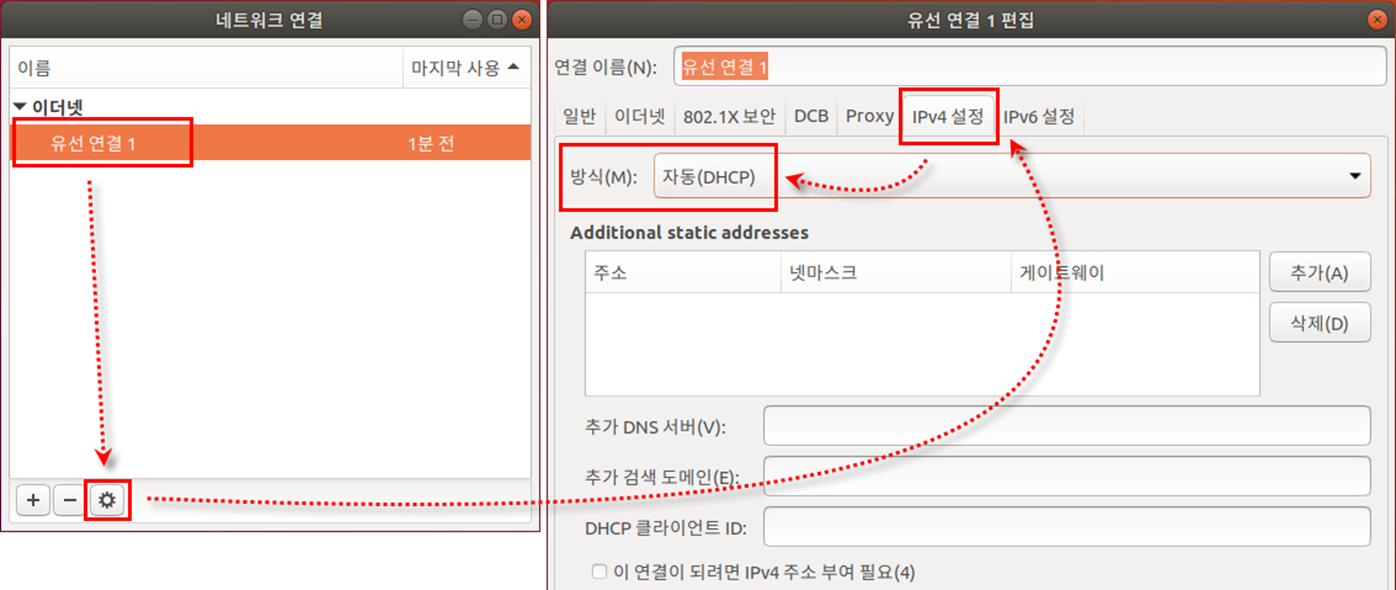 네트워크 연결
이름
마지막 사용
이더넷
유선 연결 1
1분 전
유선 연결 1 편집
연결 이름(N):
유선 연결 1
일반
이더넷
802.1X 보안
DCB
Proxy
IPv4 설정
IPv6 설정
방식(M):
자동(DHCP)
Additional static addresses
주소
넷마스크
게이트웨이
추가(A)
삭제(D)
추가 DNS 서버(V):
추가 검색 도메인(E):
DHCP 클라이언트 ID:
이 연결이 되려면 IPv4 주소 부여 필요(4)